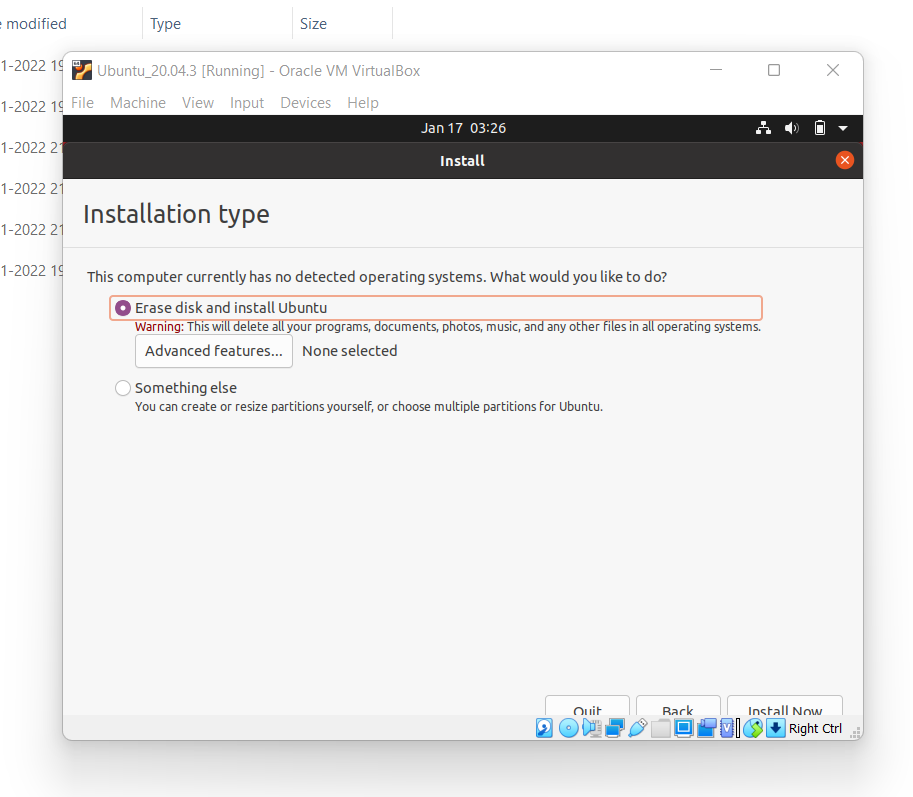 e modified Type Size
1-2022 19
1-2022 19
1-2022 21
1-2022 21
1-2022 21
1-2022 19
Ubuntu_20.04.3 [Running] - Oracle VM VirtualBox
File Machine View Input Devices Help
Jan 17 03:26
Install
Installation type
This computer currently has no detected operating systems. What would you like to do?
Erase disk and install Ubuntu
Warning: This will delete all your programs, documents, photos, music, and any other files in all operating systems.
Advanced features... None selected
Something else
You can create or resize partitions yourself, or choose multiple partitions for Ubuntu.
Quit Back Install Now
Right Ctrl